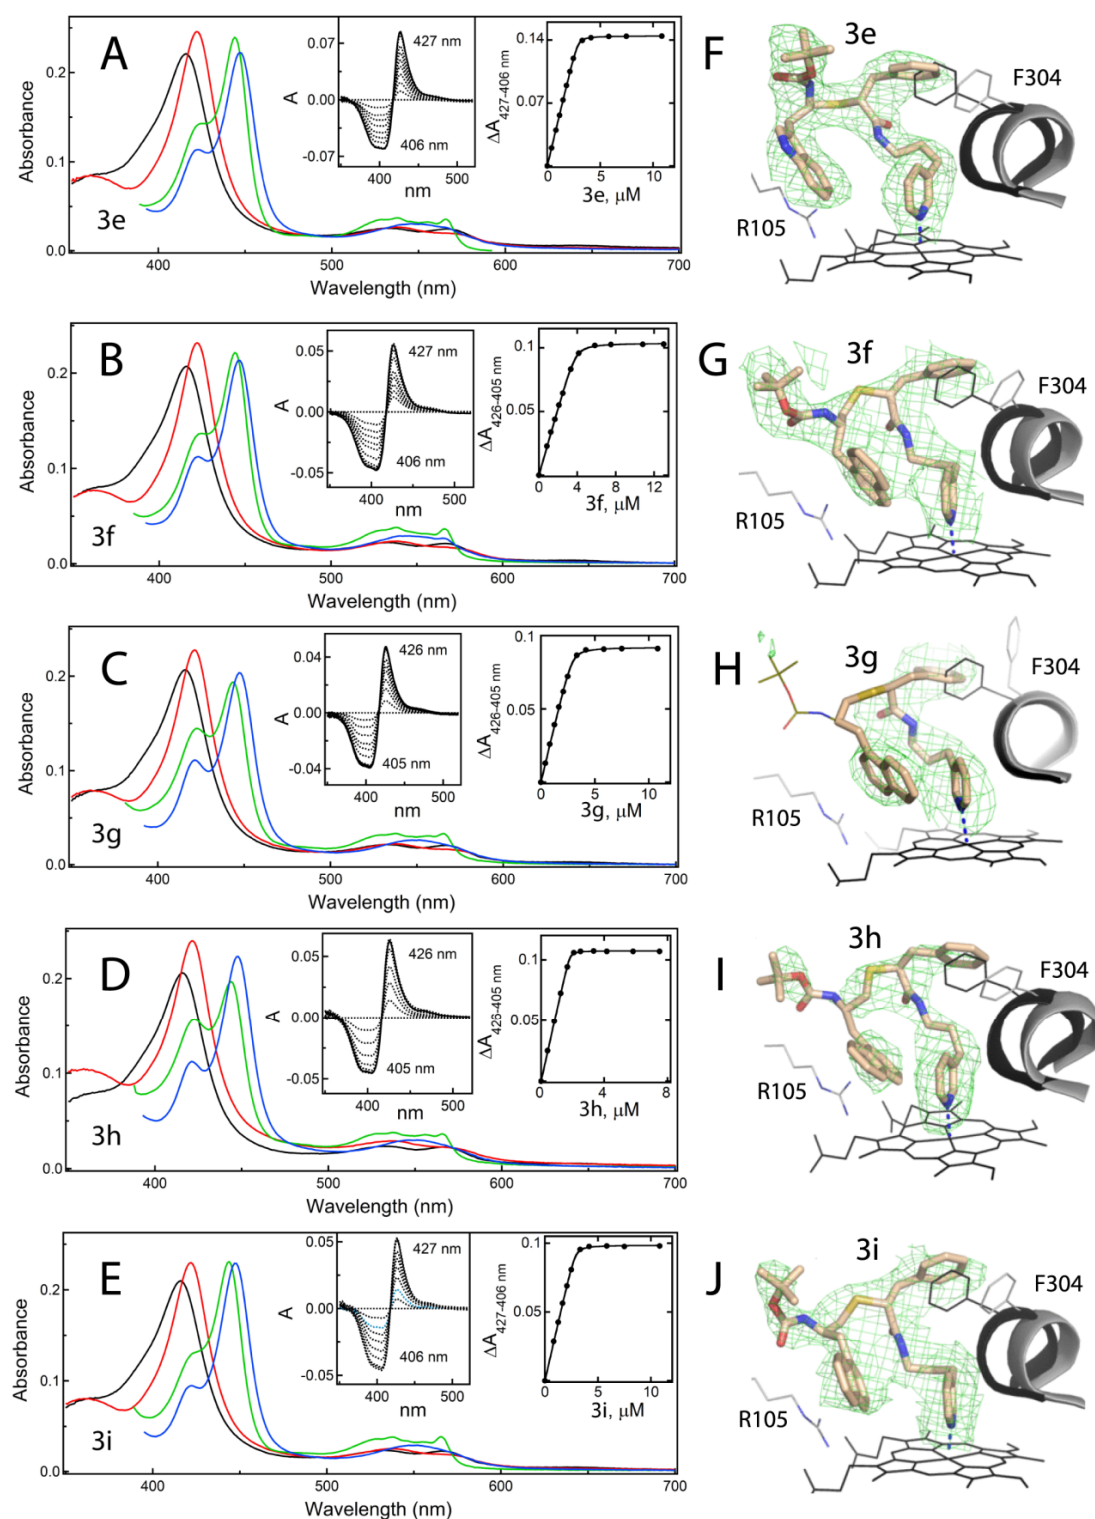 A
Absorbance
0.2
0.1
0.0
3e
400
500
600
700
Wavelength (nm)
A
0.07
0.00
-0.07
427 nm
406 nm
400
500
nm
ΔA427-406 nm
0.14
0.07
0
5
10
3e, μM
F
3e
F304
R105
B
Absorbance
0.2
0.1
0.0
3f
400
500
600
700
Wavelength (nm)
A
0.05
0.00
-0.05
427 nm
406 nm
400
500
nm
ΔA426-405 nm
0.1
0.05
0
0
4
8
12
3f, μM
G
3f
F304
R105
C
Absorbance
0.2
0.1
0.0
3g
400
500
600
700
Wavelength (nm)
A
0.04
0.00
-0.04
426 nm
405 nm
400
500
nm
ΔA426-405 nm
0.1
0.05
0
0
5
10
3g, μM
H
3g
F304
R105
D
Absorbance
0.2
0.1
0.0
3h
400
500
600
700
Wavelength (nm)
A
0.05
0.00
-0.05
426 nm
405 nm
400
500
nm
ΔA426-405 nm
0.1
0.05
0
0
4
8
3h, μM
I
3h
F304
R105
E
Absorbance
0.2
0.1
0.0
3i
400
500
600
700
Wavelength (nm)
A
0.05
0.00
-0.05
427 nm
406 nm
400
500
nm
ΔA427-406 nm
0.1
0.05
0
0
5
10
3i, μM
J
3i
F304
R105